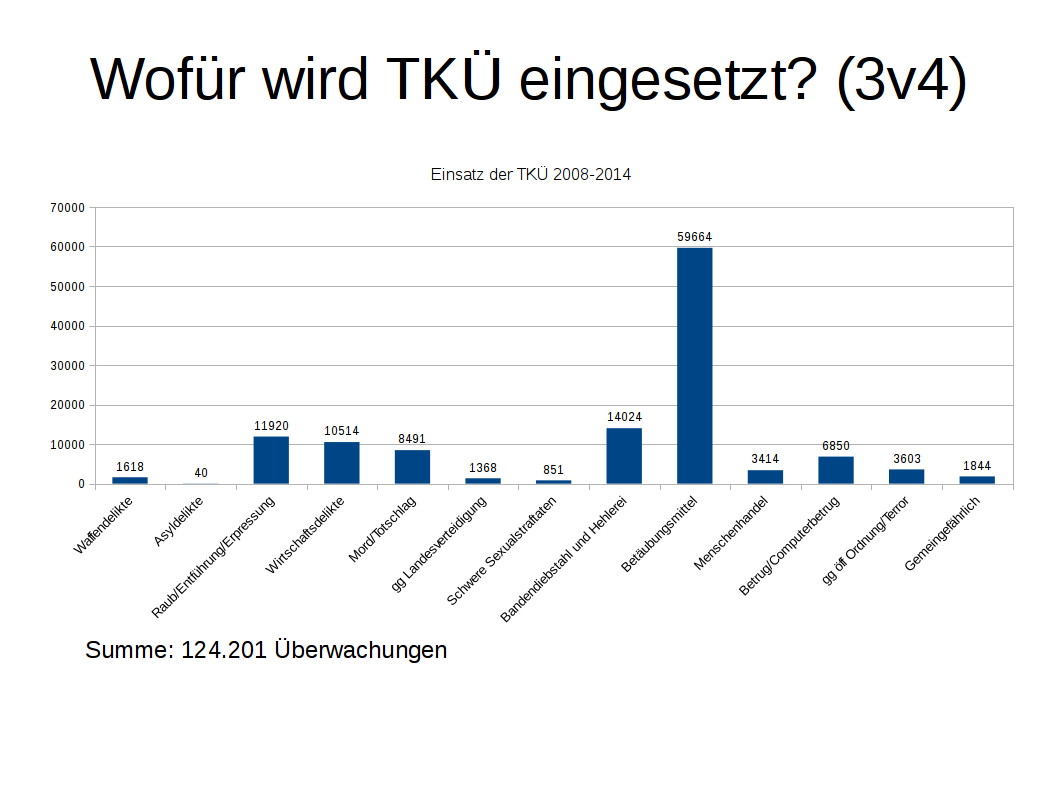 Wofür wird TKÜ eingesetzt? (3v4)
Einsatz der TKÜ 2008-2014
70000
60000
50000
40000
30000
20000
10000
0
1618
40
11920
10514
8491
1368
851
14024
59664
3414
6850
3603
1844
Waffendelikte
Asyldelikte
Raub/Entführung/Erpressung
Wirtschaftsdelikte
Mord/Totschlag
gg Landesverteidigung
Schwere Sexualstraftaten
Bandendiebstahl und Hehlerei
Betäubungsmittel
Menschenhandel
Betrug/Computerbetrug
gg öff Ordnung/Terror
Gemeingefährlich
Summe: 124.201 Überwachungen